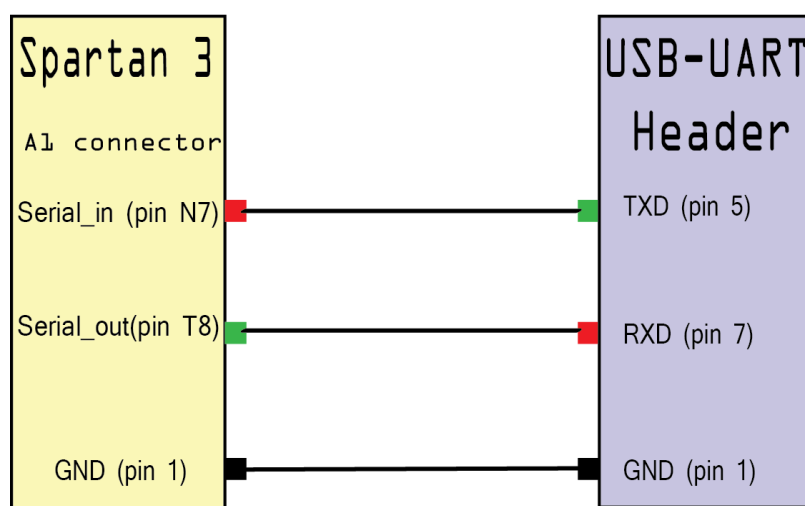 Spartan 3
A1 connector
Serial_in (pin N7)
Serial_out(pin T8)
GND (pin 1)
USB-UART
Header
TXD (pin 5)
RXD (pin 7)
GND (pin 1)